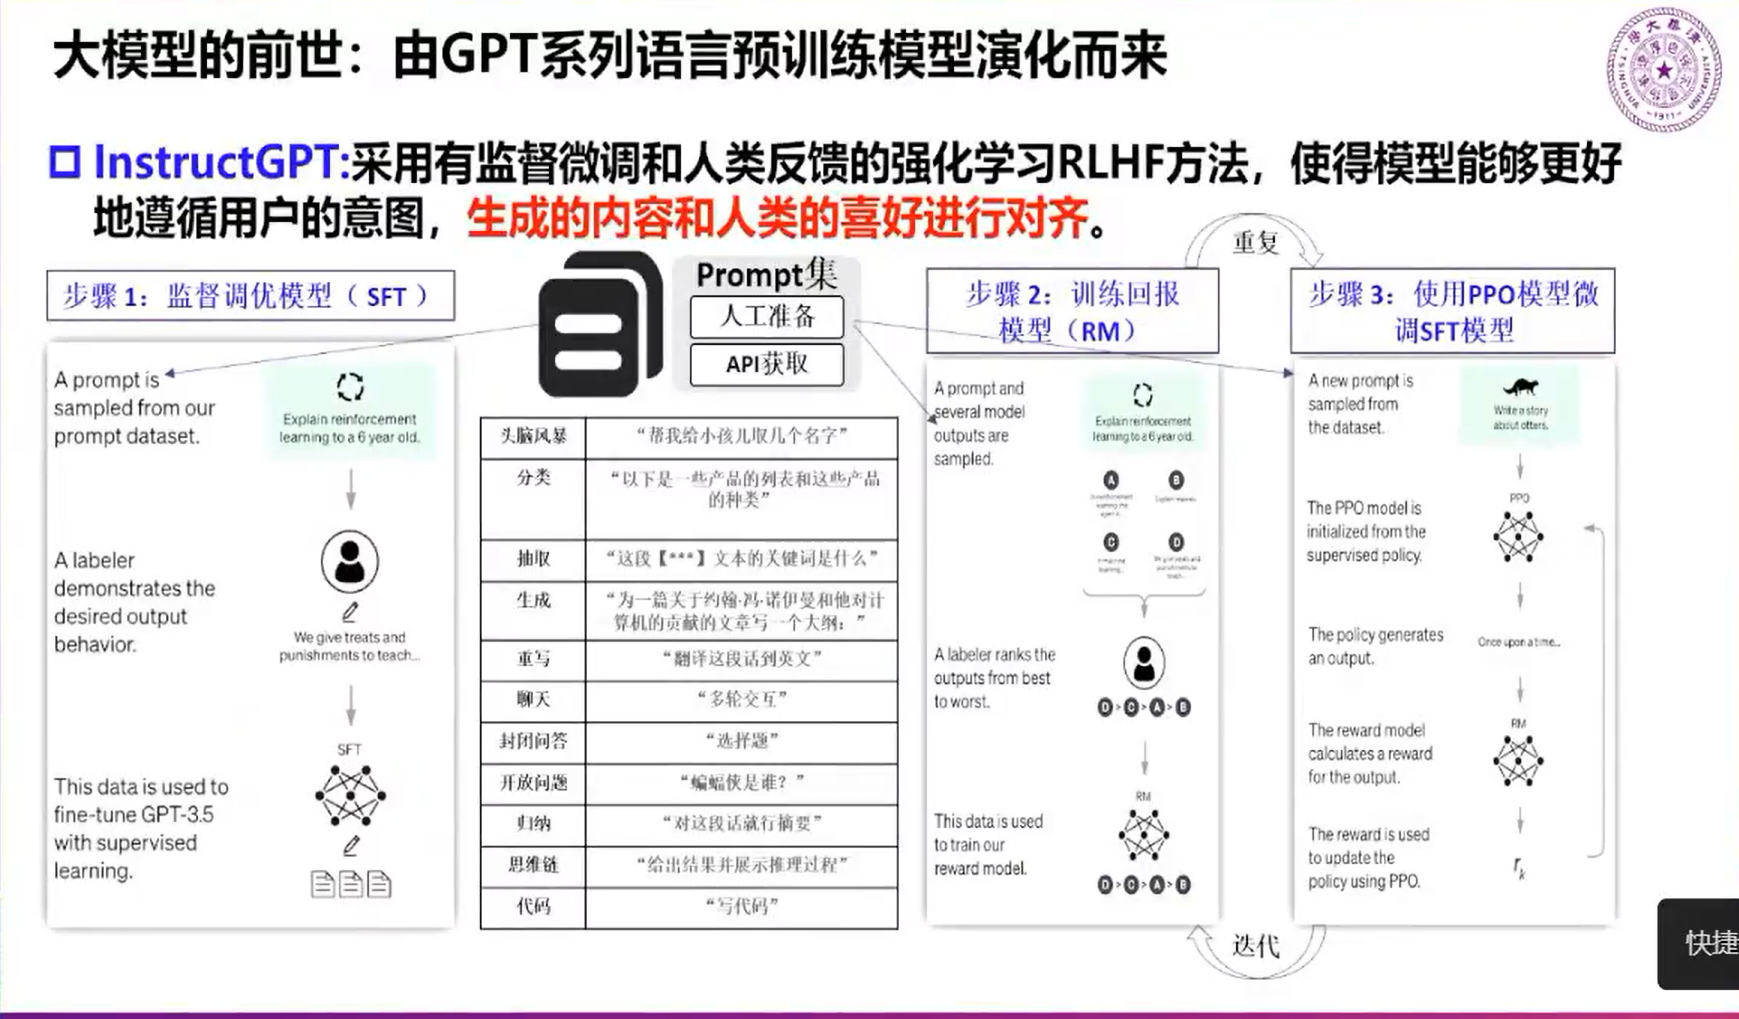 大模型的前世：由GPT系列语言预训练模型演化而来
InstructGPT:采用有监督微调和人类反馈的强化学习RLHF方法，使得模型能够更好
地遵循用户的意图，生成的内容和人类的喜好进行对齐。
步骤 1：监督调优模型（ SFT ）
A prompt is
sampled from our
prompt dataset.
Explain reinforcement
learning to a 6 year old.
A labeler
demonstrates the
desired output
behavior.
We give treats and
punishments to teach...
SFT
This data is used to
fine-tune GPT-3.5
with supervised
learning.
Prompt集
人工准备
API获取
头脑风暴 “帮我给小孩儿取几个名字”
分类 “以下是一些产品的列表和这些产品
的种类”
抽取 “这段【***】文本的关键词是什么”
生成 “为一篇关于约翰·冯·诺伊曼和他对计
算机的贡献的文章写一个大纲：”
重写 “翻译这段话到英文”
聊天 “多轮交互”
封闭问答 “选择题”
开放问题 “蝙蝠侠是谁？”
归纳 “对这段话就行摘要”
思维链 “给出结果并展示推理过程”
代码 “写代码”
重复
步骤 2：训练回报
模型（RM）
A prompt and
several model
outputs are
sampled.
Explain reinforcement
learning to a 6 year old.
A
B
C
D
A labeler ranks the
outputs from best
to worst.
D > C > A > B
RM
This data is used
to train our
reward model.
D > C > A > B
步骤 3：使用PPO模型微
调SFT模型
A new prompt is
sampled from
the dataset.
Write a story
about otters.
PPO
The PPO model is
initialized from the
supervised policy.
The policy generates
an output.
Once upon a time...
RM
The reward model
calculates a reward
for the output.
The reward is used
to update the
policy using PPO.
rk
迭代
快捷
TSINGHUA UNIVERSITY
-1911-